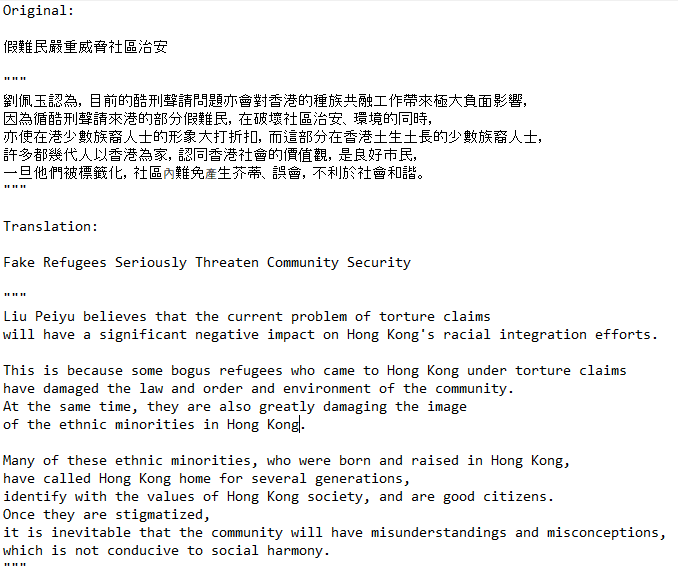 Original:
假難民嚴重威脅社區治安
"""
劉佩玉認為, 目前的酷刑聲請問題亦會對香港的種族共融工作帶來極大負面影響,
因為循酷刑聲請來港的部分假難民, 在破壞社區治安、環境的同時,
亦使在港少數族裔人士的形象大打折扣, 而這部分在香港土生土長的少數族裔人士,
許多都幾代人以香港為家, 認同香港社會的價值觀, 是良好市民,
一旦他們被標籤化, 社區內難免產生芥蒂、誤會, 不利於社會和諧。
"""
Translation:
Fake Refugees Seriously Threaten Community Security
"""
Liu Peiyu believes that the current problem of torture claims
will have a significant negative impact on Hong Kong's racial integration efforts.
This is because some bogus refugees who came to Hong Kong under torture claims
have damaged the law and order and environment of the community.
At the same time, they are also greatly damaging the image
of the ethnic minorities in Hong Kong.
Many of these ethnic minorities, who were born and raised in Hong Kong,
have called Hong Kong home for several generations,
identify with the values of Hong Kong society, and are good citizens.
Once they are stigmatized,
it is inevitable that the community will have misunderstandings and misconceptions,
which is not conducive to social harmony.
"""